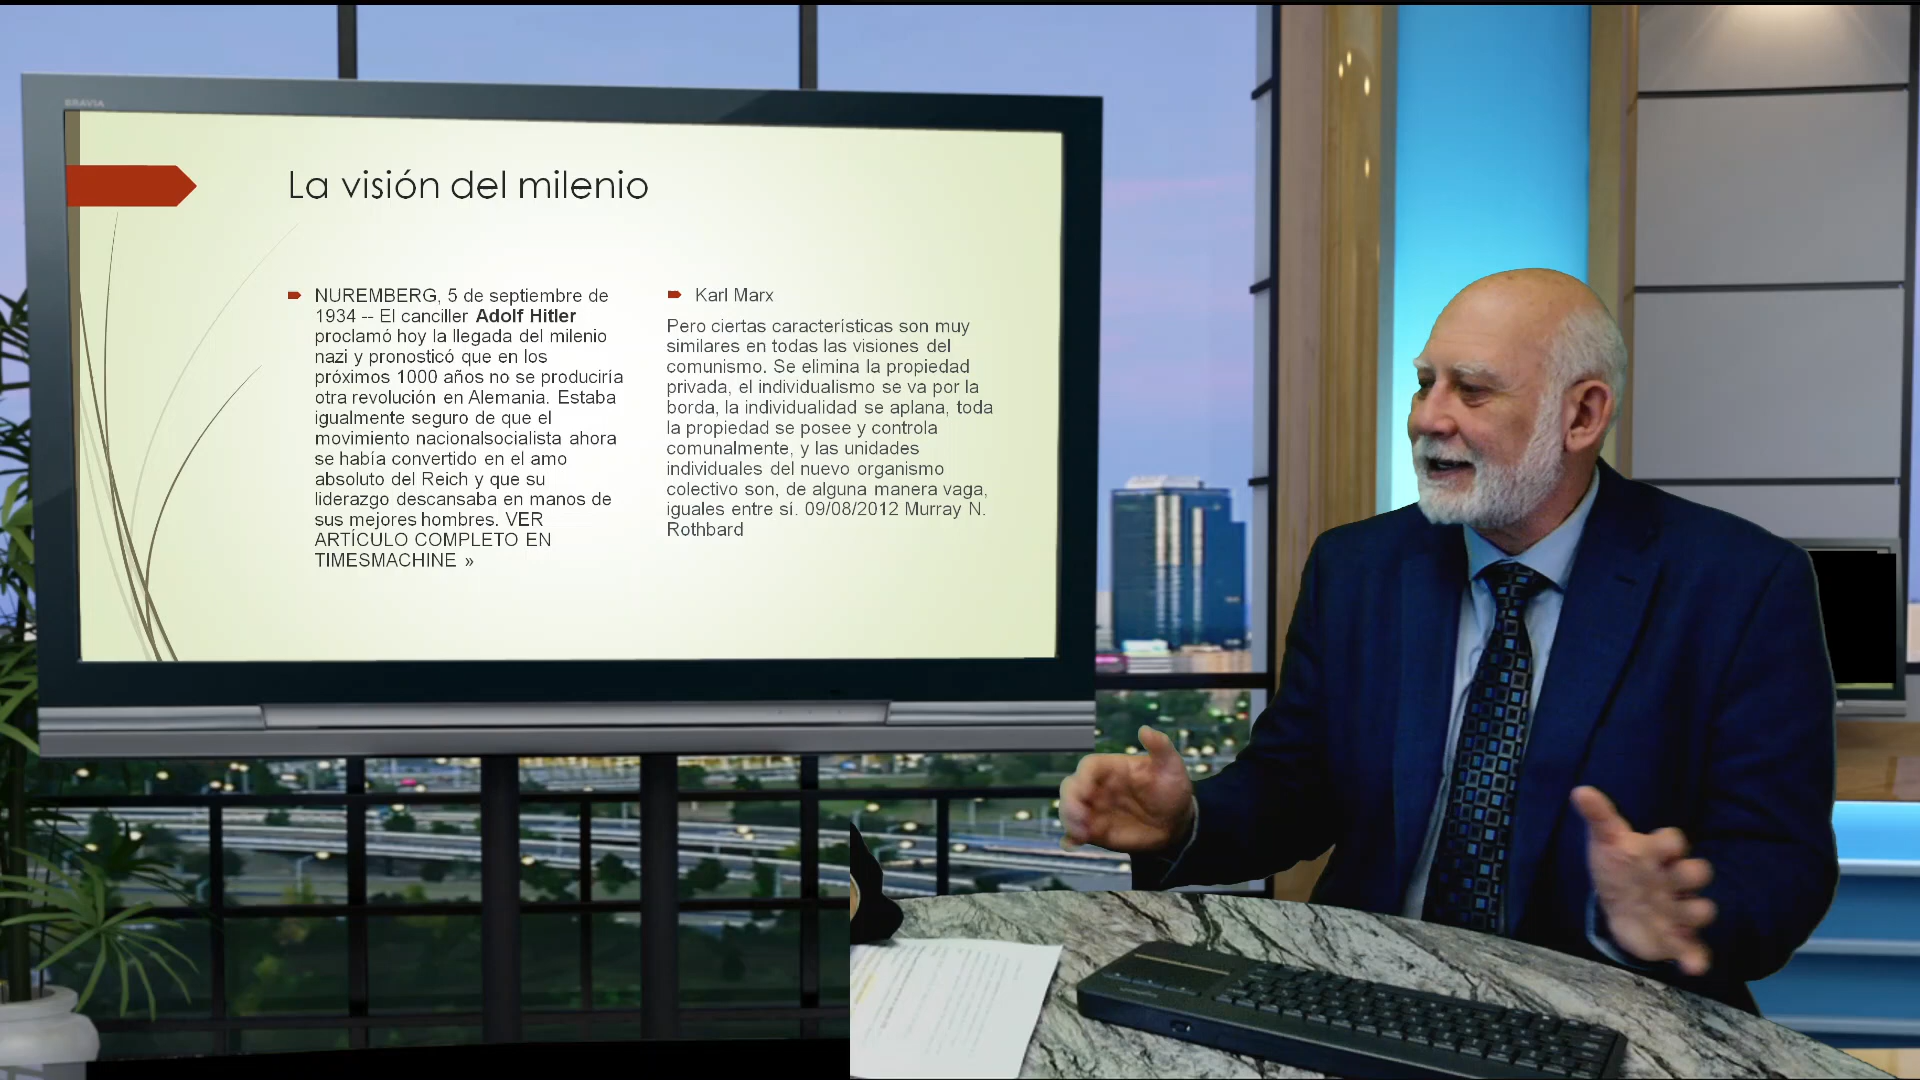 BRAVIA
La visión del milenio
NUREMBERG, 5 de septiembre de
1934 -- El canciller Adolf Hitler
proclamó hoy la llegada del milenio
nazi y pronosticó que en los
próximos 1000 años no se produciría
otra revolución en Alemania. Estaba
igualmente seguro de que el
movimiento nacionalsocialista ahora
se había convertido en el amo
absoluto del Reich y que su
liderazgo descansaba en manos de
sus mejores hombres. VER
ARTÍCULO COMPLETO EN
TIMESMACHINE »
Karl Marx
Pero ciertas características son muy
similares en todas las visiones del
comunismo. Se elimina la propiedad
privada, el individualismo se va por la
borda, la individualidad se aplana, toda
la propiedad se posee y controla
comunalmente, y las unidades
individuales del nuevo organismo
colectivo son, de alguna manera vaga,
iguales entre sí. 09/08/2012 Murray N.
Rothbard